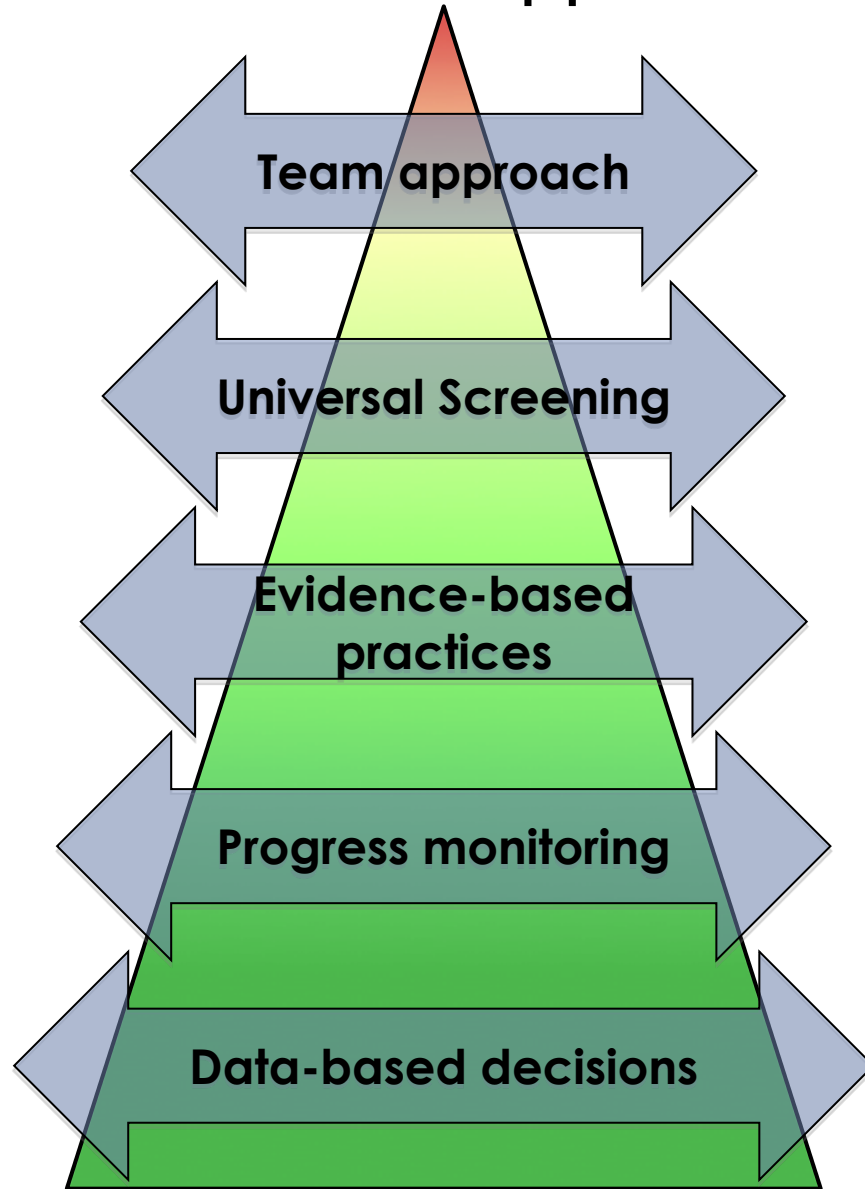 Team approach
Universal Screening
Evidence-based
practices
Progress monitoring
Data-based decisions